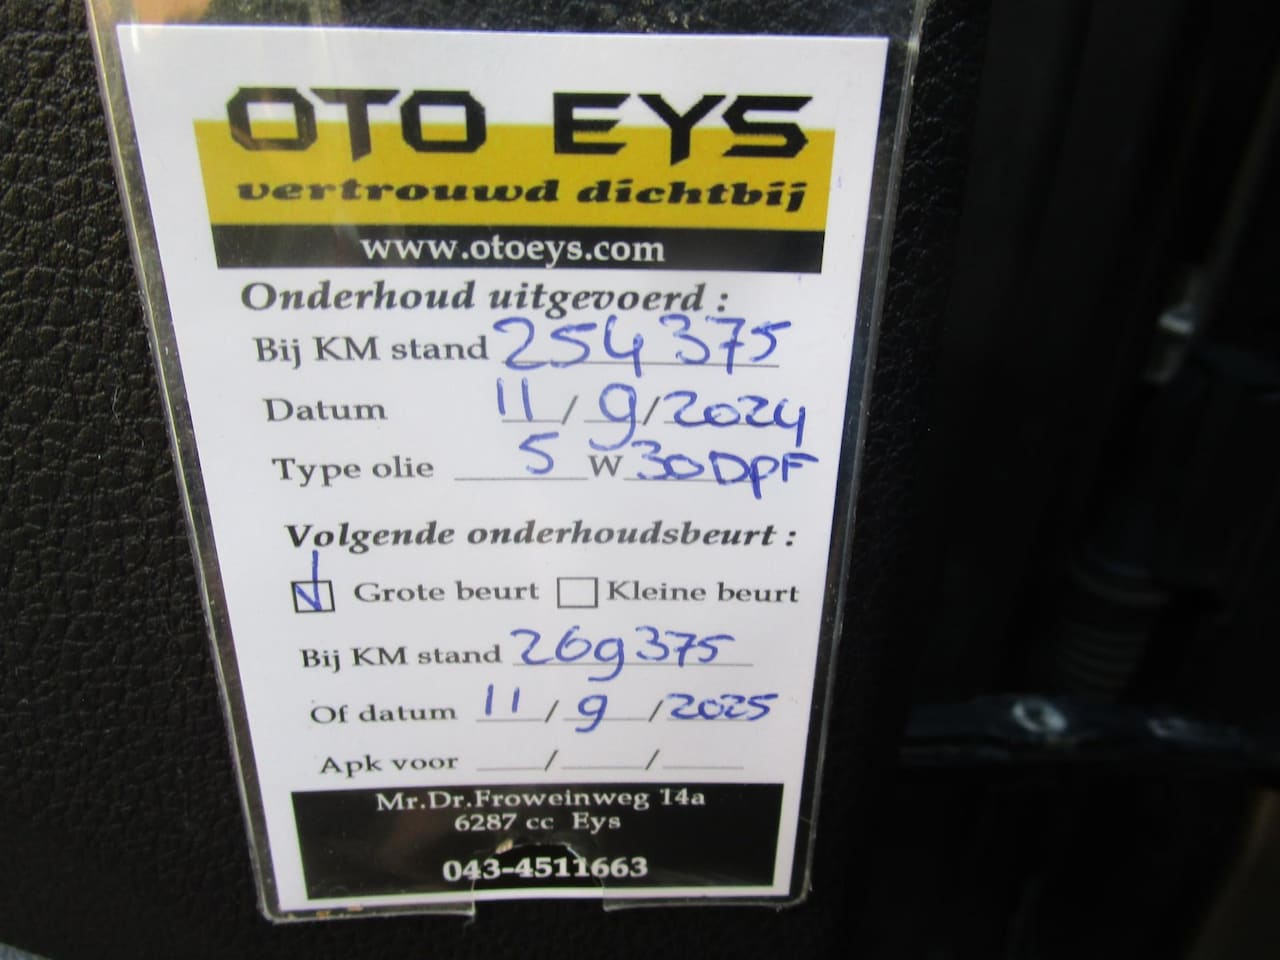 OTO EYS
vertrouwd dichtbij
www.otoeys.com
Onderhoud uitgevoerd :
Bij KM stand 254375
Datum 11/9/2024
Type olie 5 W 30 DPF
Volgende onderhoudsbeurt :
Grote beurt Kleine beurt
Bij KM stand 269375
Of datum 11/9/2025
Apk voor / /
Mr.Dr.Froweinweg 14a
6287 cc Eys
043-4511663